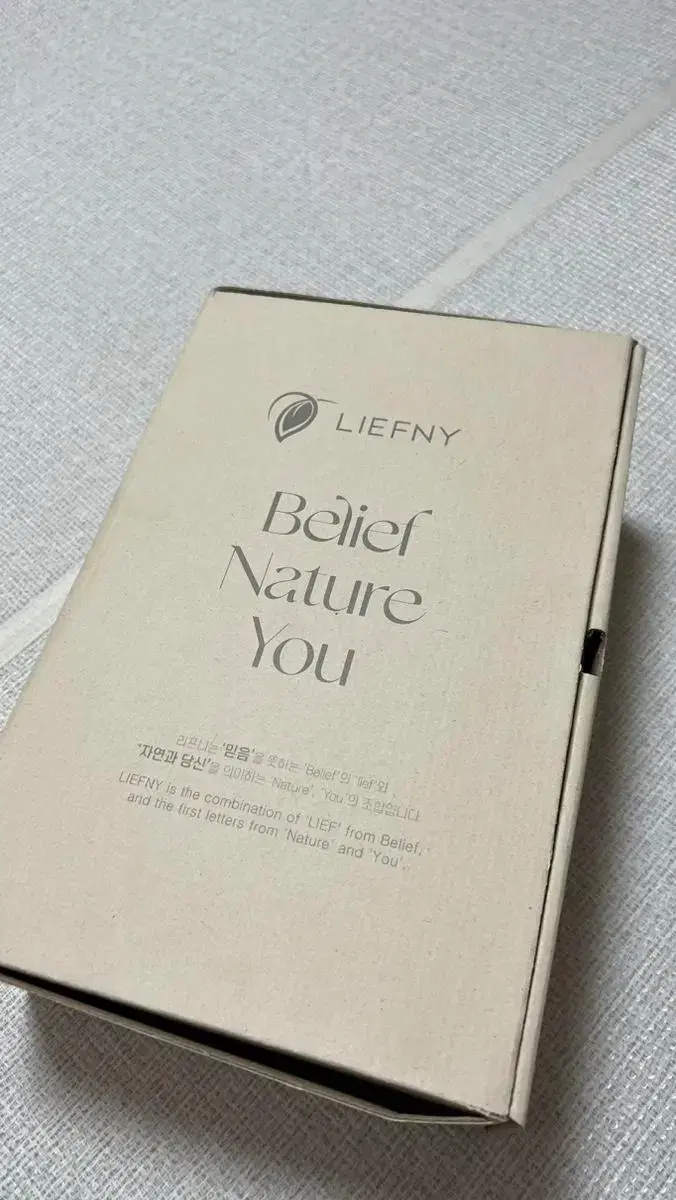 LIEFNY
Belief
Nature
You
리프니는 '믿음'을 뜻하는 'Belief'의 'lief'와
'자연과 당신'을 의미하는 'Nature', 'You'의 조합입니다
LIEFNY is the combination of 'LIEF' from Belief,
and the first letters from 'Nature' and 'You'.